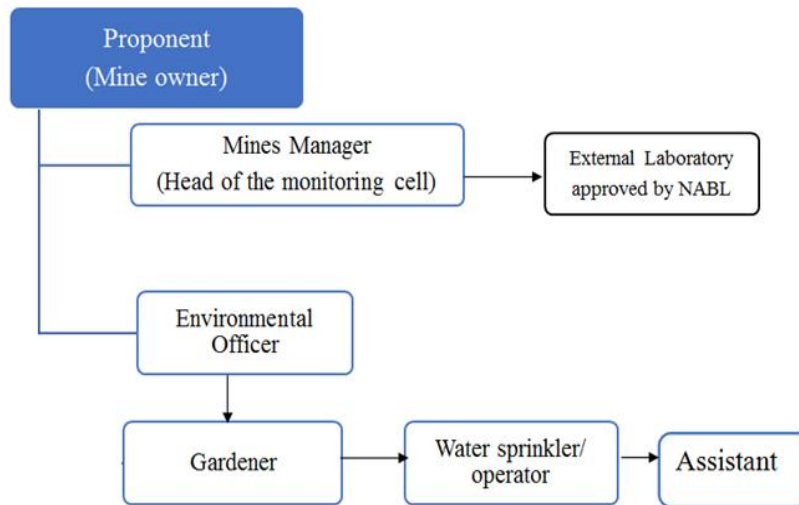 Proponent
(Mine owner)
Mines Manager
(Head of the monitoring cell)
External Laboratory
approved by NABL
Environmental
Officer
Gardener
Water sprinkler/
operator
Assistant